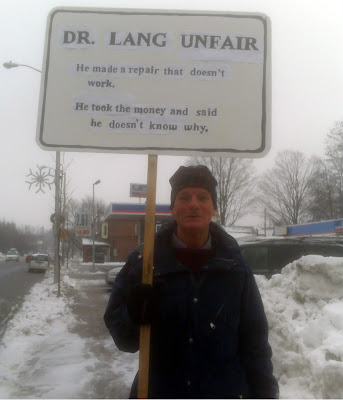 DR. LANG UNFAIR
He made a repair that doesn't
work.
He took the money and said
he doesn't know why.